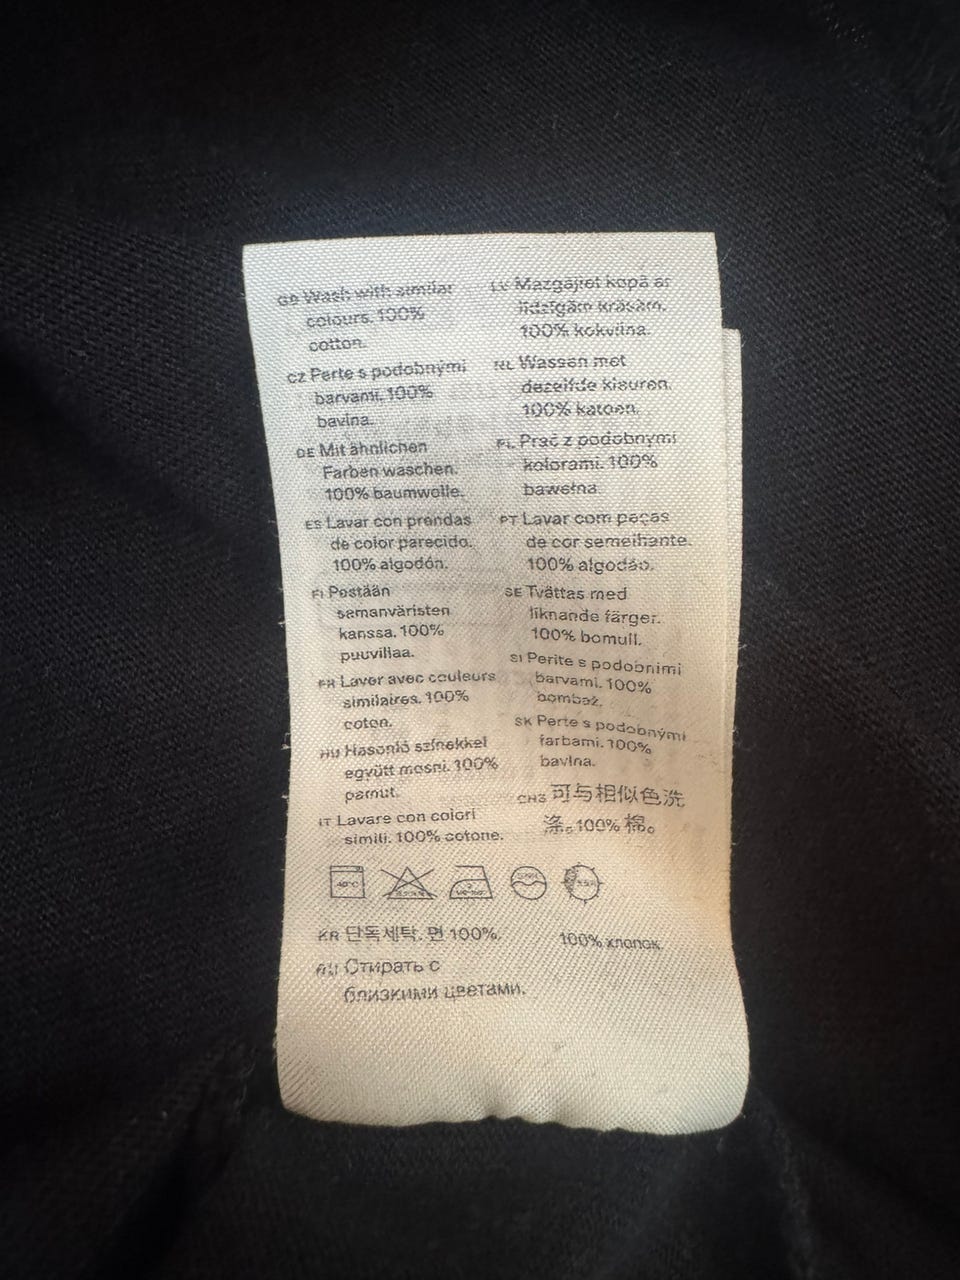 GB Wash with similar
colours. 100%
cotton.
CZ Perte s podobnými
barvami. 100%
bavlna.
DE Mit ähnlichen
Farben waschen.
100% baumwolle.
ES Lavar con prendas
de color parecido.
100% algodón.
FI Pestään
samanväristen
kanssa. 100%
puuvillaa.
FR Laver avec couleurs
similaires. 100%
coton.
HU Hasonló színekkel
együtt mosni. 100%
pamut.
IT Lavare con colori
simili. 100% cotone.
LV Mazgājiet kopā ar
līdzīgām krāsām.
100% kokvilna.
NL Wassen met
dezelfde kleuren.
100% katoen.
PL Prać z podobnymi
kolorami. 100%
bawełna.
PT Lavar com peças
de cor semelhante.
100% algodão.
SE Tvättas med
liknande färger.
100% bomull.
SI Perite s podobnimi
barvami. 100%
bombaž.
SK Perte s podobnými
farbami. 100%
bavlna.
CHS 可与相似色洗
涤。100% 棉。
40°C
KR 단독세탁. 면 100%.
RU Стирать с
близкими цветами.
100% хлопок.